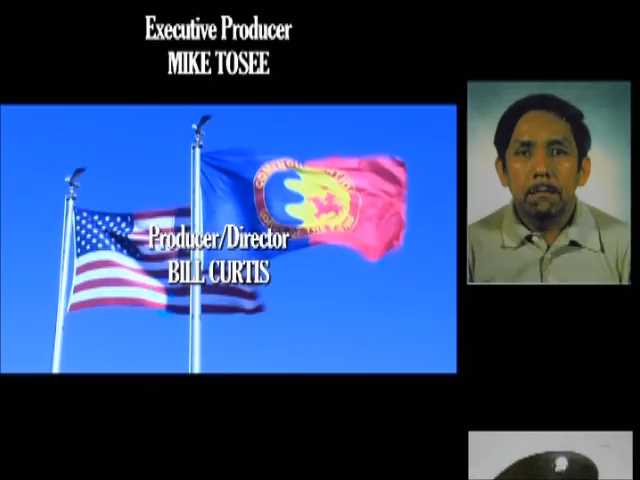 Executive Producer
MIKE TOSEE
Producer/Director
BILL CURTIS